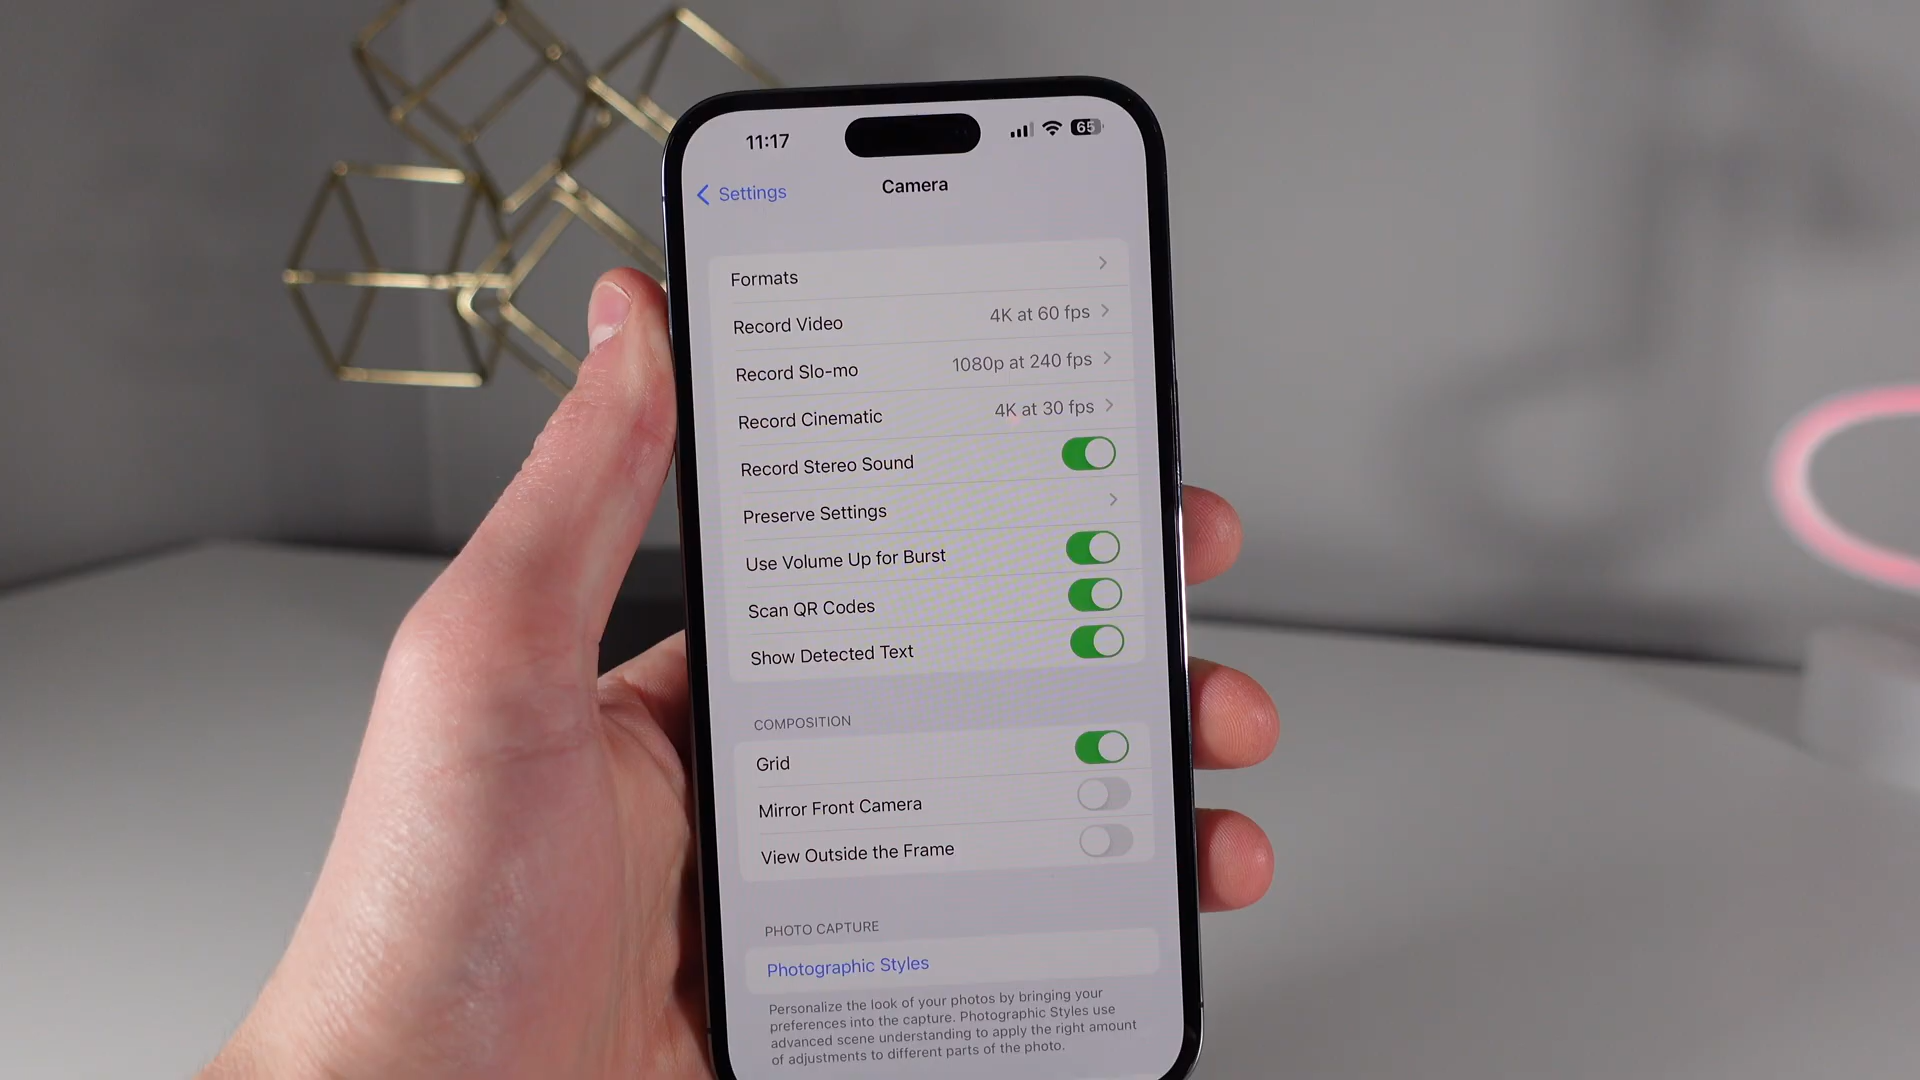 11:17
65
Settings
Camera
Formats
Record Video 4K at 60 fps
Record Slo-mo 1080p at 240 fps
Record Cinematic 4K at 30 fps
Record Stereo Sound
Preserve Settings
Use Volume Up for Burst
Scan QR Codes
Show Detected Text
COMPOSITION
Grid
Mirror Front Camera
View Outside the Frame
PHOTO CAPTURE
Photographic Styles
Personalize the look of your photos by bringing your
preferences into the capture. Photographic Styles use
advanced scene understanding to apply the right amount
of adjustments to different parts of the photo.